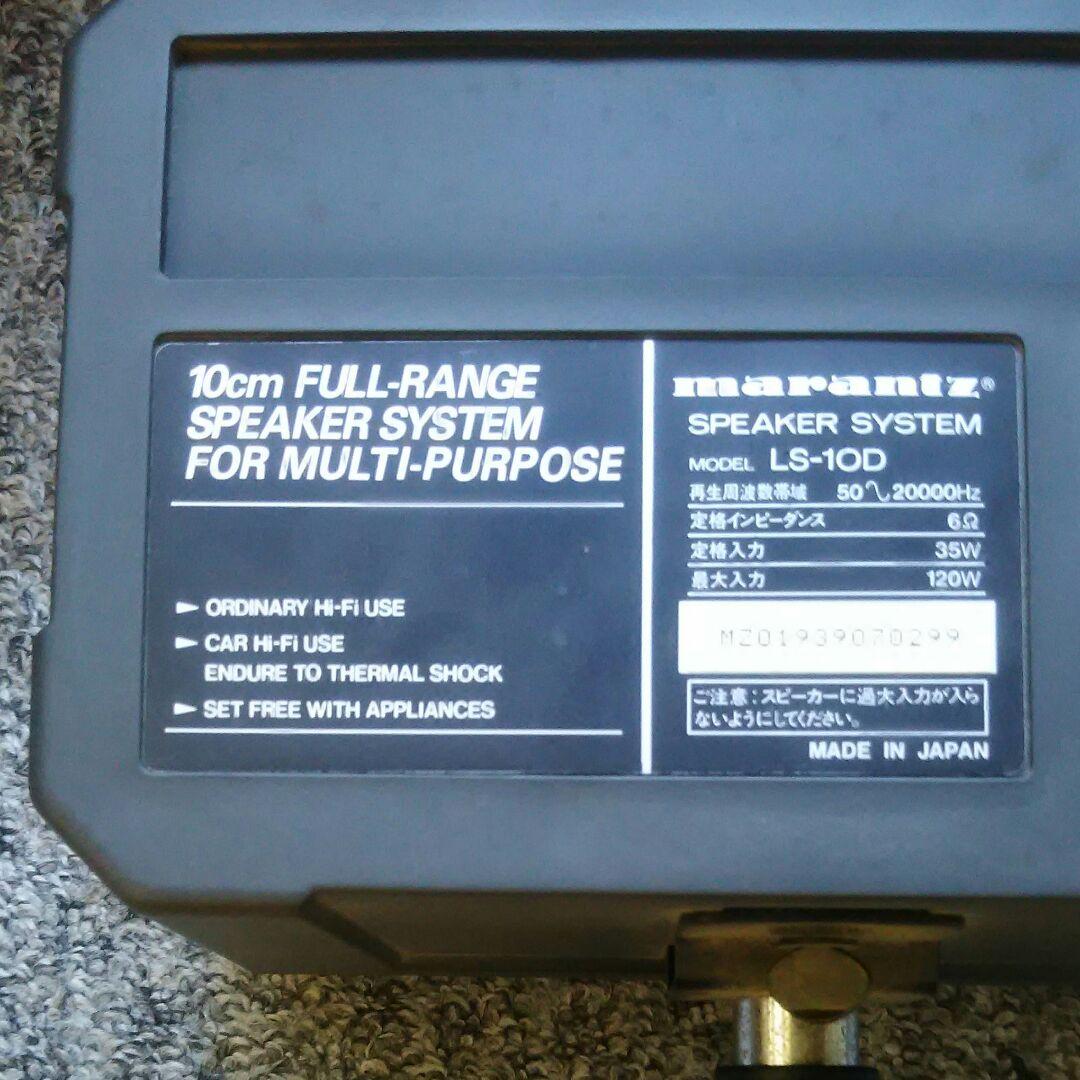 10cm FULL-RANGE
SPEAKER SYSTEM
FOR MULTI-PURPOSE
► ORDINARY Hi-Fi USE
► CAR Hi-Fi USE
ENDURE TO THERMAL SHOCK
► SET FREE WITH APPLIANCES
marantz®
SPEAKER SYSTEM
MODEL LS-10D
再生周波数帯域 50～20000Hz
定格インピーダンス 6Ω
定格入力 35W
最大入力 120W
MZ01939070299
ご注意：スピーカーに過大入力が入ら
ないようにしてください。
MADE IN JAPAN